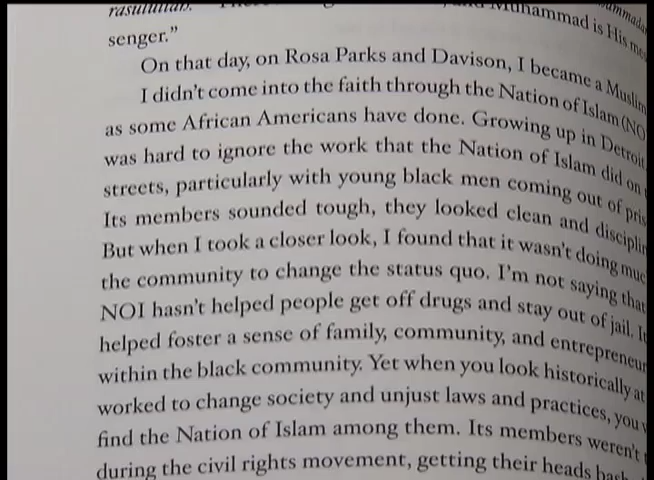 rasulullah. and Muhammad is His mes
senger.”
On that day, on Rosa Parks and Davison, I became a Muslim
I didn’t come into the faith through the Nation of Islam (NO
as some African Americans have done. Growing up in Detroit
was hard to ignore the work that the Nation of Islam did on
streets, particularly with young black men coming out of pris
Its members sounded tough, they looked clean and disciplin
But when I took a closer look, I found that it wasn’t doing muc
the community to change the status quo. I’m not saying that
NOI hasn’t helped people get off drugs and stay out of jail. I
helped foster a sense of family, community, and entrepreneur
within the black community. Yet when you look historically at
worked to change society and unjust laws and practices, you
find the Nation of Islam among them. Its members weren’t
during the civil rights movement, getting their heads bash